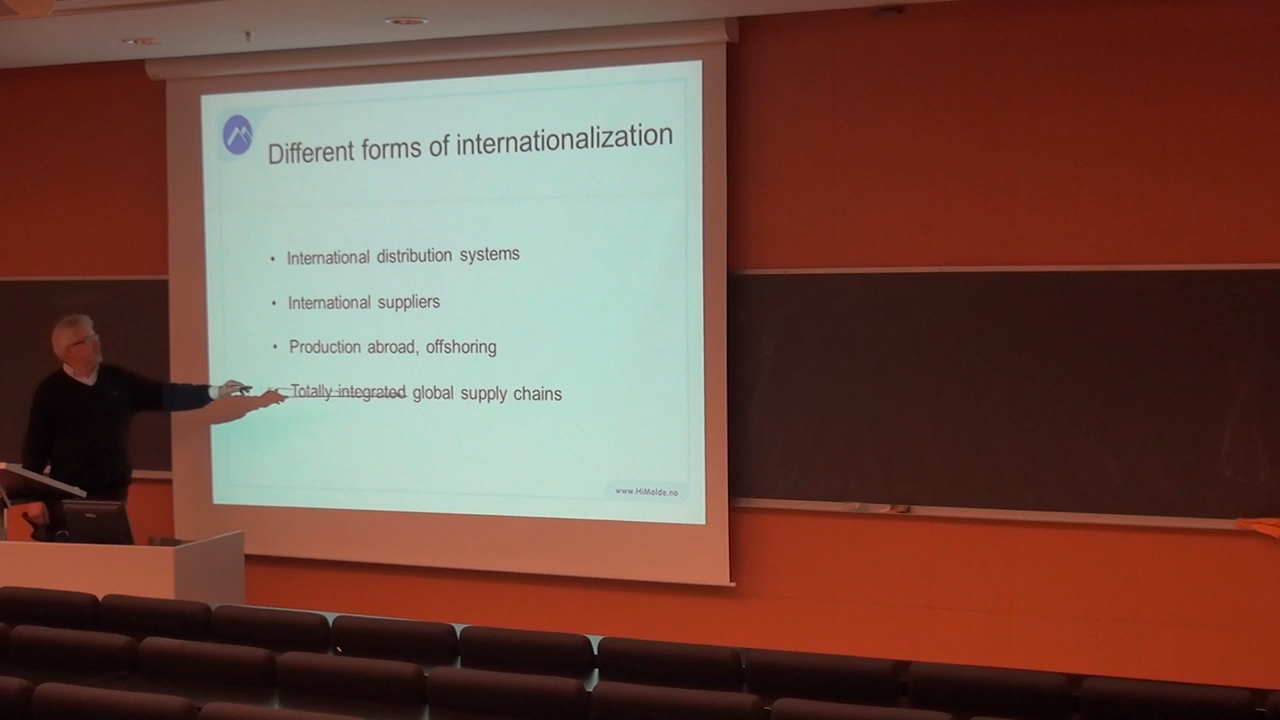 Different forms of internationalization
• International distribution systems
• International suppliers
• Production abroad, offshoring
• Totally integrated global supply chains
www.HiMolde.no